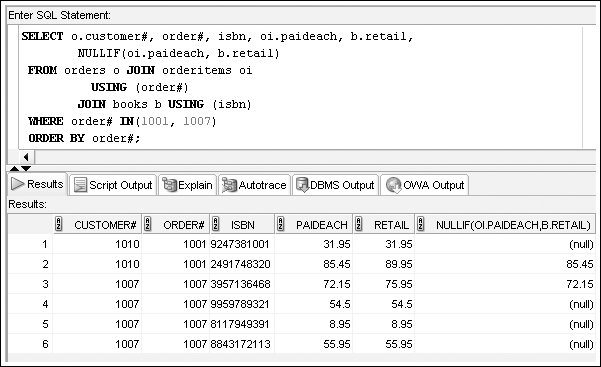 Enter SQL Statement:
SELECT o.customer#, order#, isbn, oi.paideach, b.retail,
NULLIF(oi.paideach, b.retail)
FROM orders o JOIN orderitems oi
USING (order#)
JOIN books b USING (isbn)
WHERE order# IN(1001, 1007)
ORDER BY order#;
Results Script Output Explain Autotrace DBMS Output OWA Output
Results:
CUSTOMER# ORDER# ISBN PAIDEACH RETAIL NULLIF(OI.PAIDEACH,B.RETAIL)
1 1010 1001 9247381001 31.95 31.95 (null)
2 1010 1001 2491748320 85.45 89.95 85.45
3 1007 1007 3957136468 72.15 75.95 72.15
4 1007 1007 9959789321 54.5 54.5 (null)
5 1007 1007 8117949391 8.95 8.95 (null)
6 1007 1007 8843172113 55.95 55.95 (null)